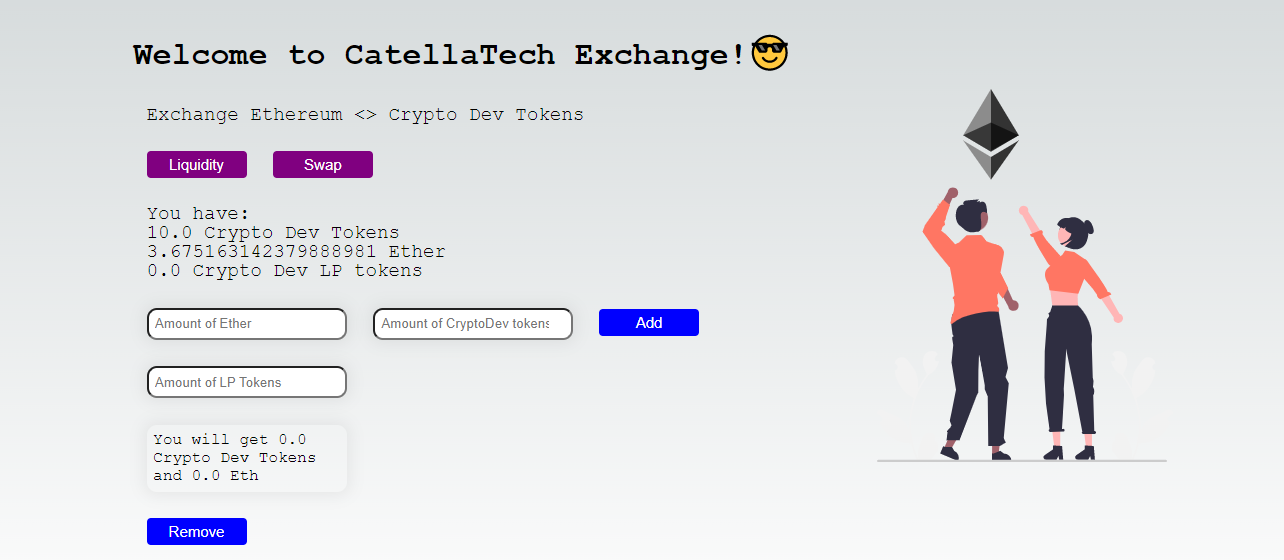 Welcome to CatellaTech Exchange!😎
Exchange Ethereum <> Crypto Dev Tokens
Liquidity
Swap
You have:
10.0 Crypto Dev Tokens
3.675163142379888981 Ether
0.0 Crypto Dev LP tokens
Amount of Ether
Amount of CryptoDev tokens
Add
Amount of LP Tokens
You will get 0.0
Crypto Dev Tokens
and 0.0 Eth
Remove